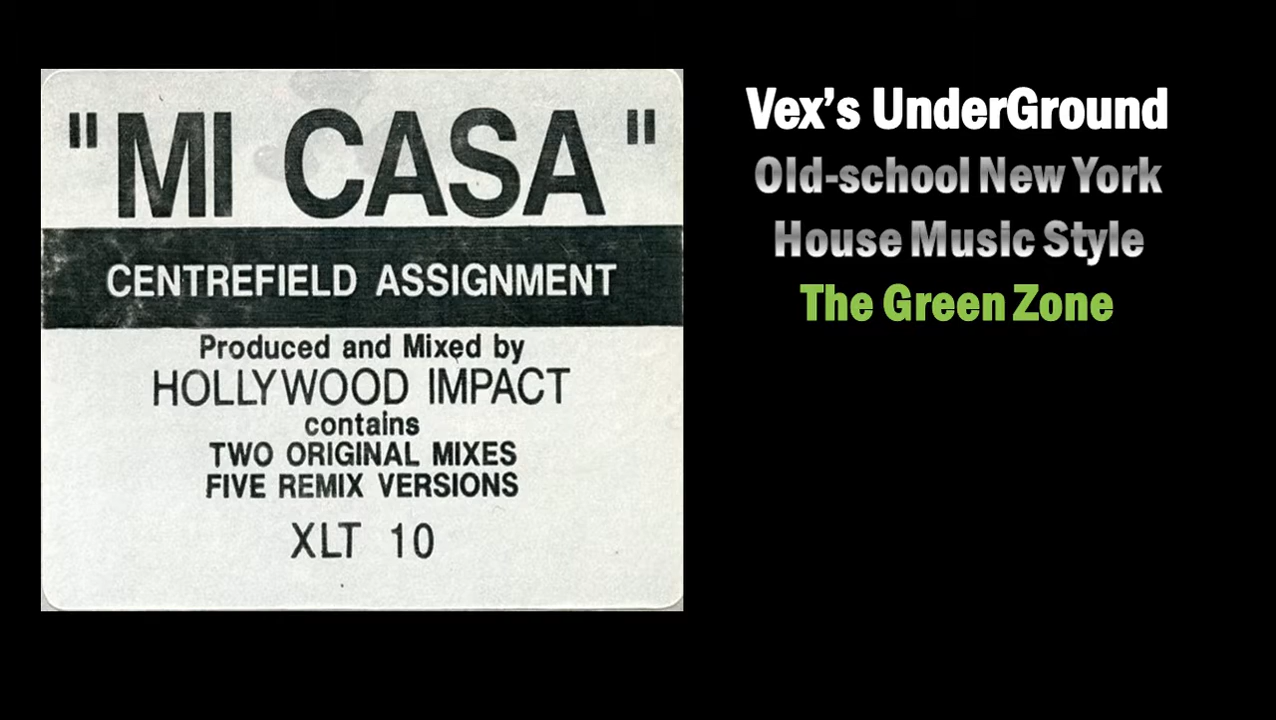 "MI CASA"
CENTREFIELD ASSIGNMENT
Produced and Mixed by
HOLLYWOOD IMPACT
contains
TWO ORIGINAL MIXES
FIVE REMIX VERSIONS
XLT 10
Vex's UnderGround
Old-school New York
House Music Style
The Green Zone